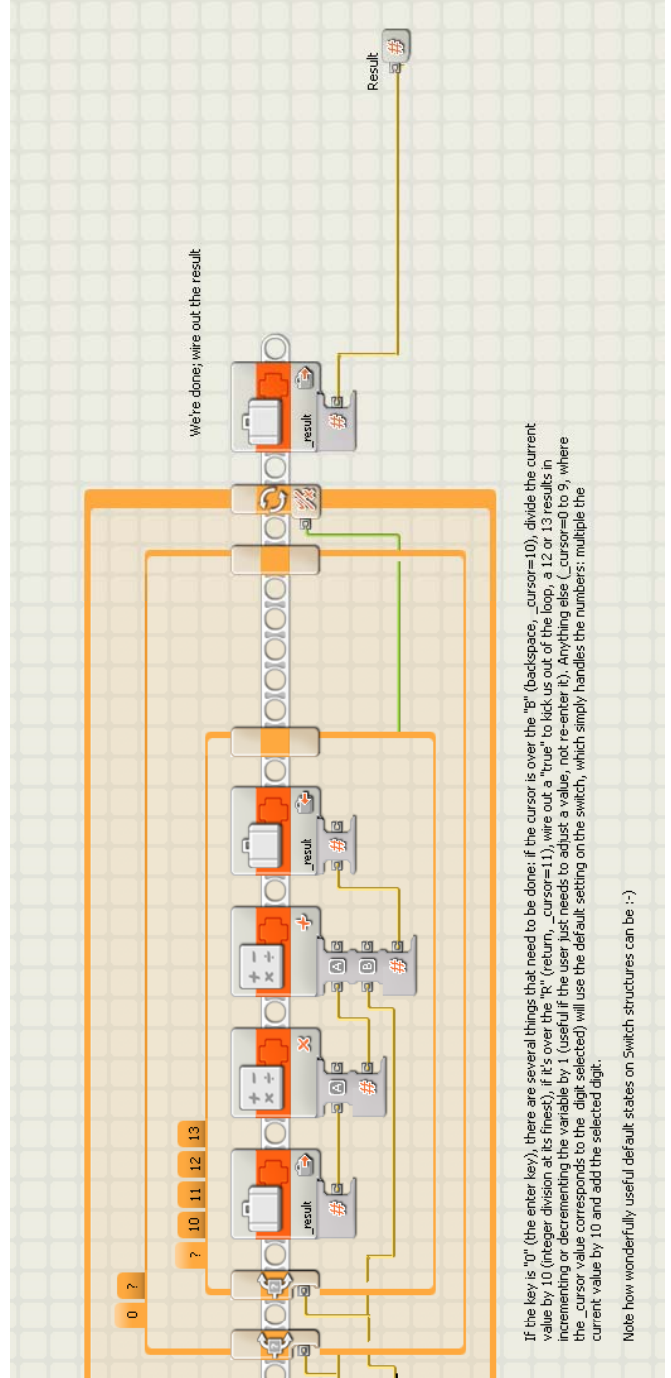 Result
We're done; wire out the result
_result
_result
_result
A
B
A
0
?
?
10
11
12
13
If the key is "0" (the enter key), there are several things that need to be done: if the cursor is over the "B" (backspace, _cursor=10), divide the current
value by 10 (integer division at its finest), if it's over the "R" (return, _cursor=11), wire out a "true" to kick us out of the loop, a 12 or 13 results in
incrementing or decrementing the variable by 1 (useful if the user just needs to adjust a value, not re-enter it). Anything else (_cursor=0 to 9, where
the _cursor value corresponds to the digit selected) will use the default setting on the switch, which simply handles the numbers: multiple the
current value by 10 and add the selected digit.
Note how wonderfully useful default states on Switch structures can be :-)